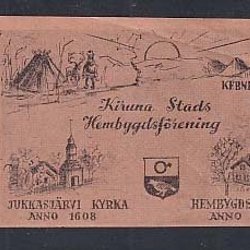 KEBNE
Kiruna Stads
Hembygdsförening
JUKKASJÄRVI KYRKA
ANNO 1608
HEMBYGDS
ANNO